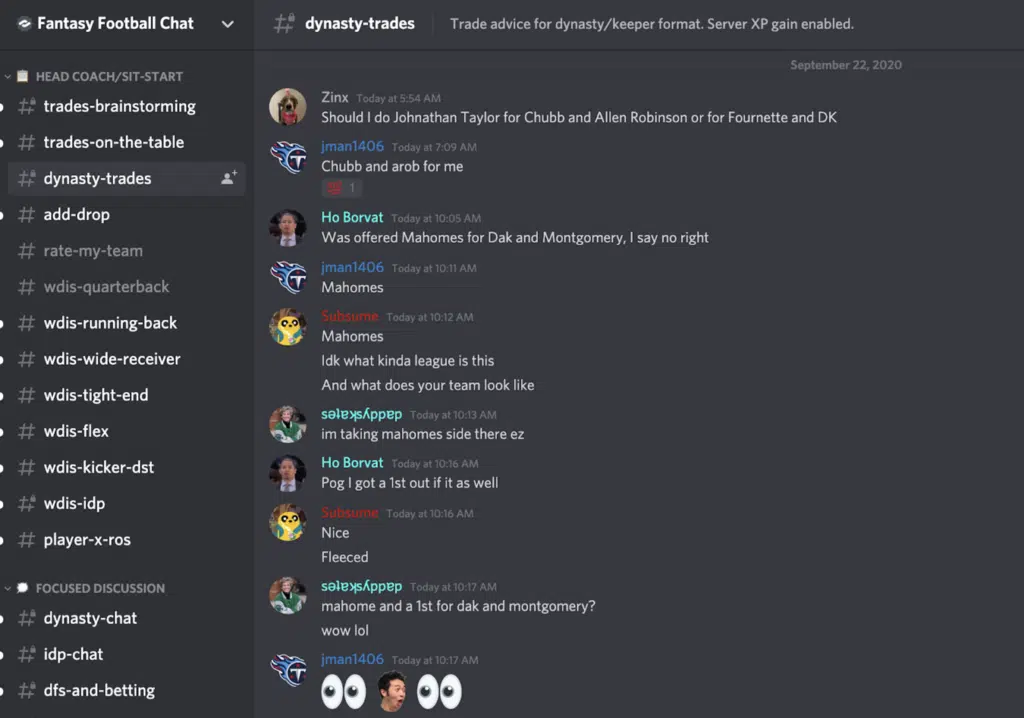 Fantasy Football Chat
HEAD COACH/SIT-START
trades-brainstorming
trades-on-the-table
dynasty-trades
add-drop
rate-my-team
wdis-quarterback
wdis-running-back
wdis-wide-receiver
wdis-tight-end
wdis-flex
wdis-kicker-dst
wdis-idp
player-x-ros
FOCUSED DISCUSSION
dynasty-chat
idp-chat
dfs-and-betting
dynasty-trades Trade advice for dynasty/keeper format. Server XP gain enabled.
September 22, 2020
Zinx Today at 5:54 AM
Should I do Johnathan Taylor for Chubb and Allen Robinson or for Fournette and DK
jman1406 Today at 7:09 AM
Chubb and arob for me
1
Ho Borvat Today at 10:05 AM
Was offered Mahomes for Dak and Montgomery, I say no right
jman1406 Today at 10:11 AM
Mahomes
Subsume Today at 10:12 AM
Mahomes
Idk what kinda league is this
And what does your team look like
sǝʇɐʞsʎppɐp Today at 10:13 AM
im taking mahomes side there ez
Ho Borvat Today at 10:16 AM
Pog I got a 1st out if it as well
Subsume Today at 10:16 AM
Nice
Fleeced
sǝʇɐʞsʎppɐp Today at 10:17 AM
mahome and a 1st for dak and montgomery?
wow lol
jman1406 Today at 10:17 AM